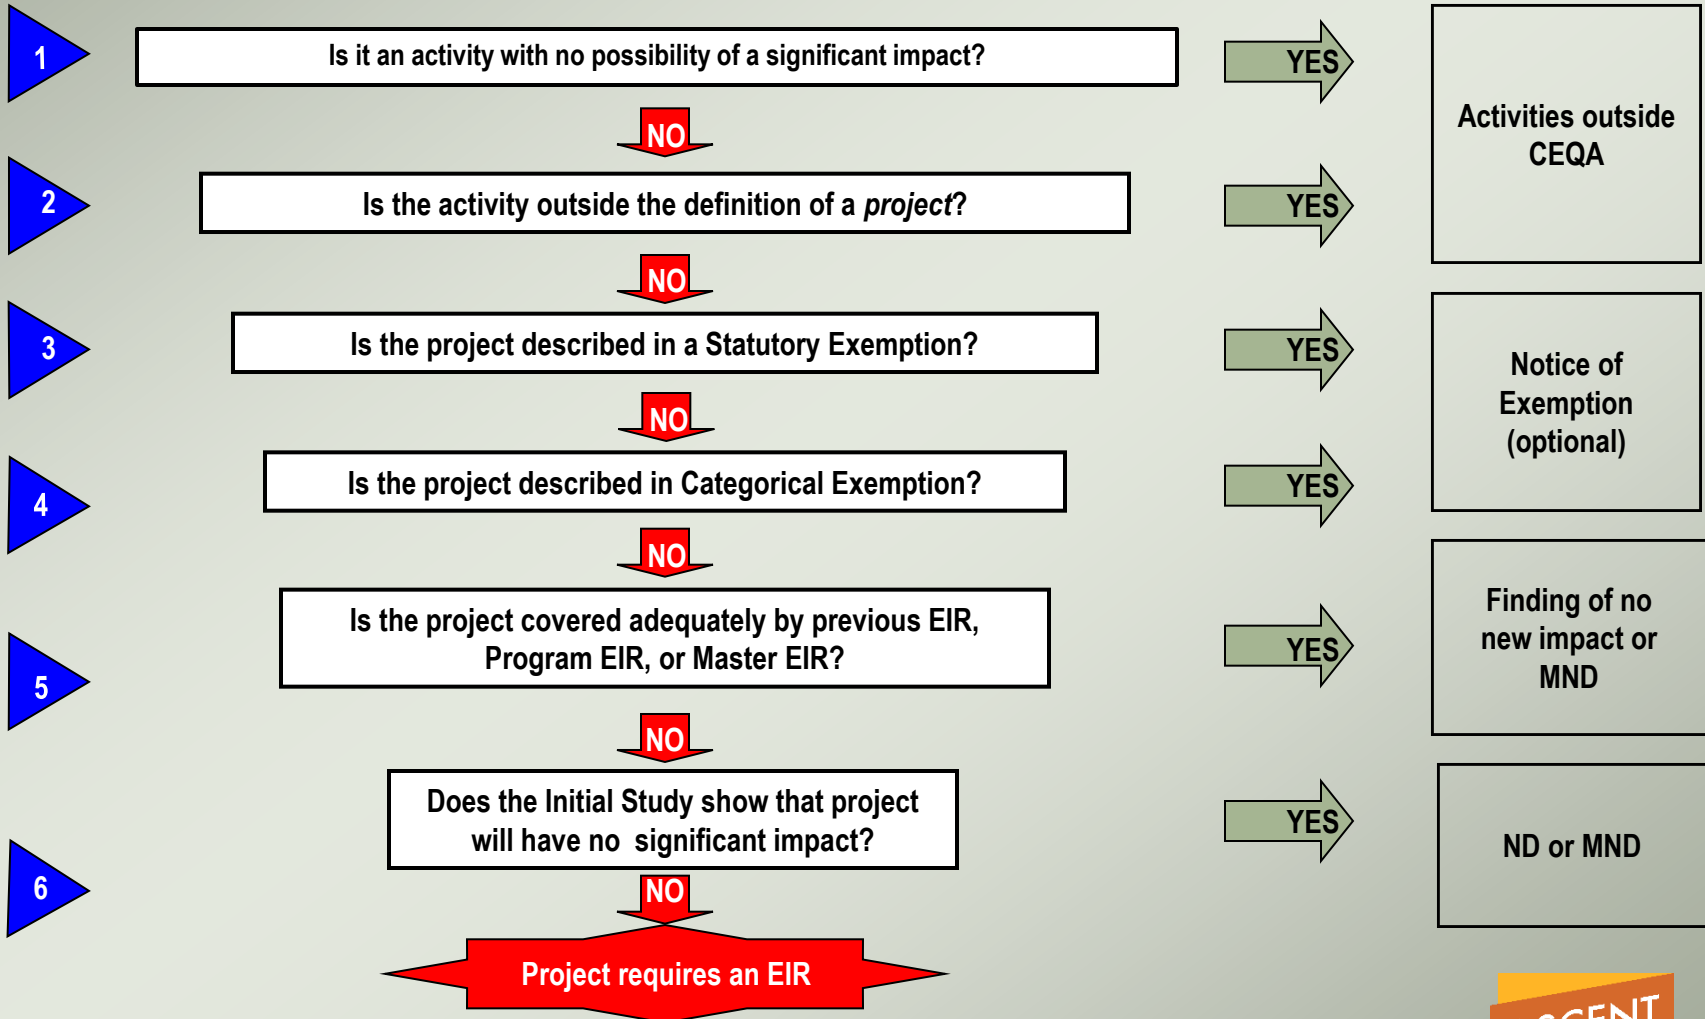 1
Is it an activity with no possibility of a significant impact?
YES
Activities outside
CEQA
NO
2
Is the activity outside the definition of a project?
YES
NO
3
Is the project described in a Statutory Exemption?
YES
Notice of
Exemption
(optional)
NO
4
Is the project described in Categorical Exemption?
YES
NO
5
Is the project covered adequately by previous EIR,
Program EIR, or Master EIR?
YES
Finding of no
new impact or
MND
NO
6
Does the Initial Study show that project
will have no significant impact?
YES
ND or MND
NO
Project requires an EIR